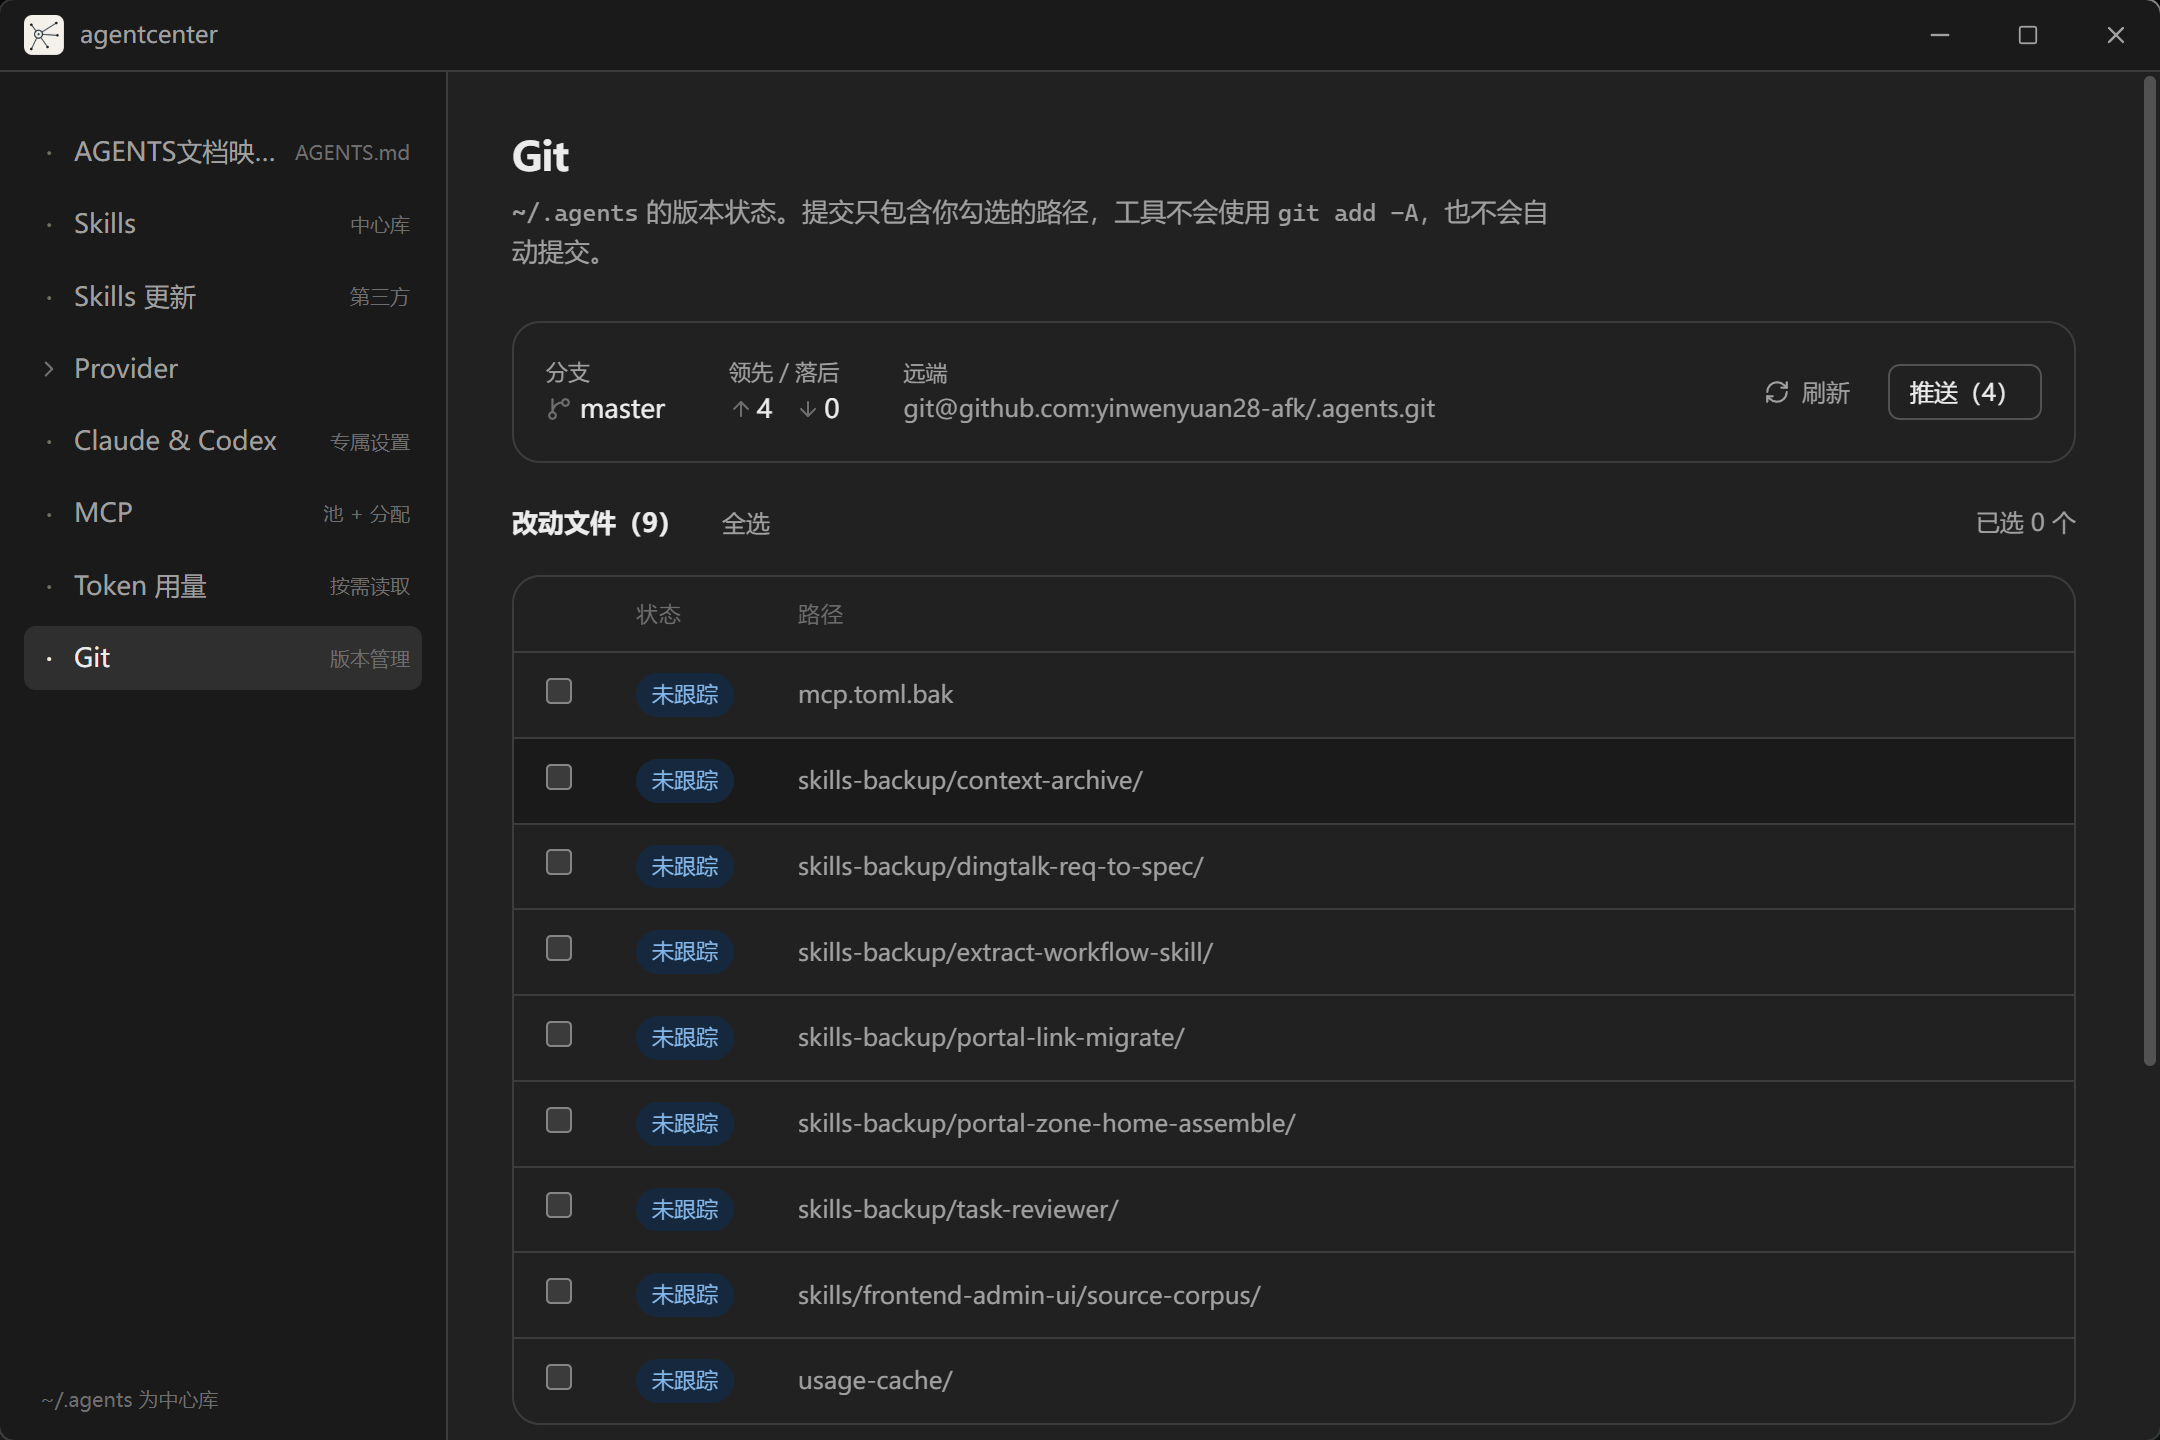 agentcenter
AGENTS文档映... AGENTS.md
Skills 中心库
Skills 更新 第三方
Provider
Claude & Codex 专属设置
MCP 池 + 分配
Token 用量 按需读取
Git 版本管理
~/.agents 为中心库
Git
~/.agents 的版本状态。提交只包含你勾选的路径，工具不会使用 git add -A，也不会自
动提交。
分支 领先 / 落后 远端
master ↑ 4 ↓ 0 git@github.com:yinwenyuan28-afk/.agents.git
刷新 推送（4）
改动文件（9） 全选 已选 0 个
状态 路径
未跟踪 mcp.toml.bak
未跟踪 skills-backup/context-archive/
未跟踪 skills-backup/dingtalk-req-to-spec/
未跟踪 skills-backup/extract-workflow-skill/
未跟踪 skills-backup/portal-link-migrate/
未跟踪 skills-backup/portal-zone-home-assemble/
未跟踪 skills-backup/task-reviewer/
未跟踪 skills/frontend-admin-ui/source-corpus/
未跟踪 usage-cache/